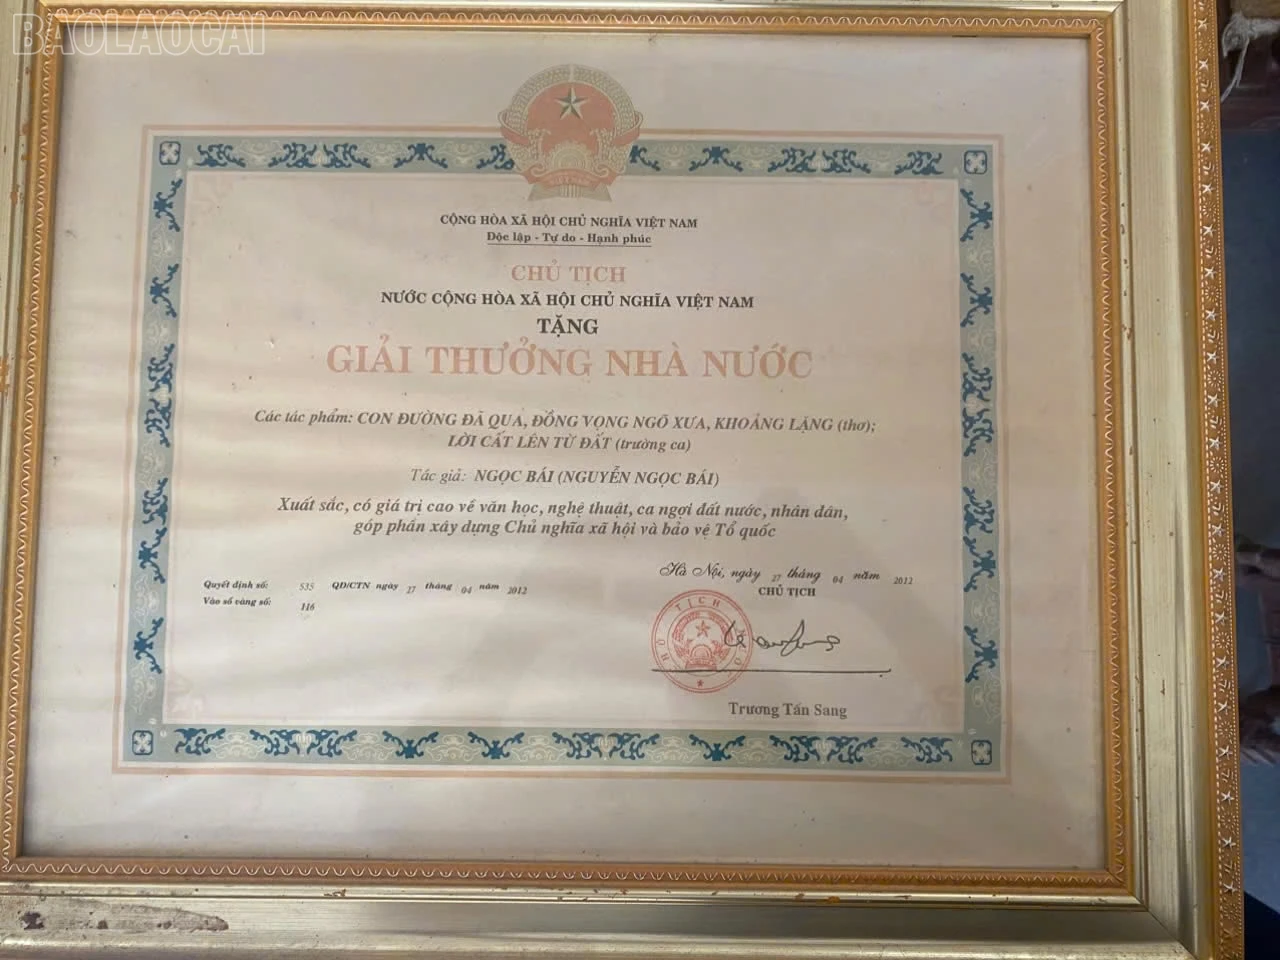 BAOLAOCAI
CỘNG HÒA XÃ HỘI CHỦ NGHĨA VIỆT NAM
Độc lập - Tự do - Hạnh phúc
CHỦ TỊCH
NƯỚC CỘNG HÒA XÃ HỘI CHỦ NGHĨA VIỆT NAM
TẶNG
GIẢI THƯỞNG NHÀ NƯỚC
Các tác phẩm: CON ĐƯỜNG ĐÃ QUA, ĐỒNG VỌNG NGÕ XƯA, KHOẢNG LẶNG (thơ);
LỜI CẤT LÊN TỪ ĐẤT (trường ca)
Tác giả: NGỌC BÁI (NGUYỄN NGỌC BÁI)
Xuất sắc, có giá trị cao về văn học, nghệ thuật, ca ngợi đất nước, nhân dân,
góp phần xây dựng Chủ nghĩa xã hội và bảo vệ Tổ quốc
Quyết định số: 535 QĐ/CTN ngày 27 tháng 04 năm 2012
Vào sổ vàng số: 116
Hà Nội, ngày 27 tháng 04 năm 2012
CHỦ TỊCH
Trương Tấn Sang